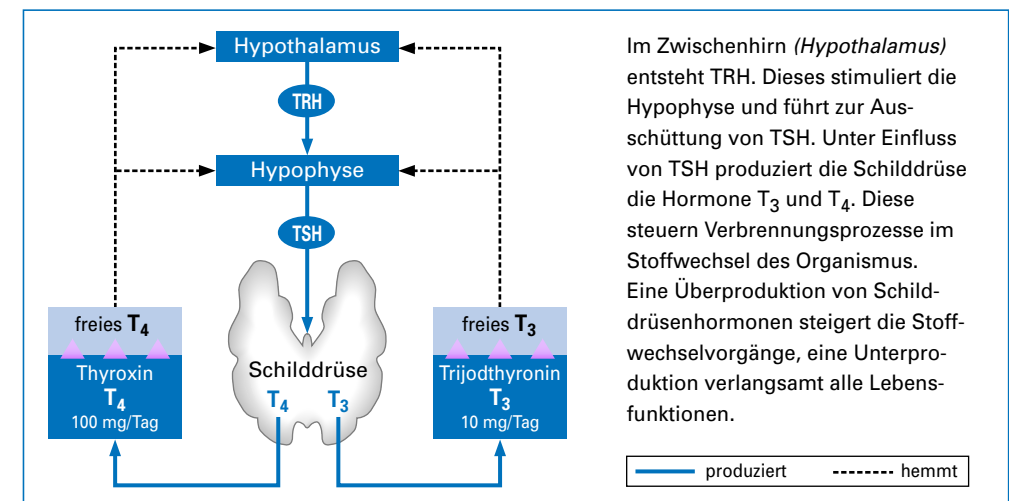 Hypothalamus
TRH
Hypophyse
TSH
freies T₄
Thyroxin
T₄
100 mg/Tag
Schilddrüse
T₄ T₃
freies T₃
Trijodthyronin
T₃
10 mg/Tag
Im Zwischenhirn (Hypothalamus)
entsteht TRH. Dieses stimuliert die
Hypophyse und führt zur Aus-
schüttung von TSH. Unter Einfluss
von TSH produziert die Schilddrüse
die Hormone T₃ und T₄. Diese
steuern Verbrennungsprozesse im
Stoffwechsel des Organismus.
Eine Überproduktion von Schild-
drüsenhormonen steigert die Stoff-
wechselvorgänge, eine Unterpro-
duktion verlangsamt alle Lebens-
funktionen.
produziert hemmt